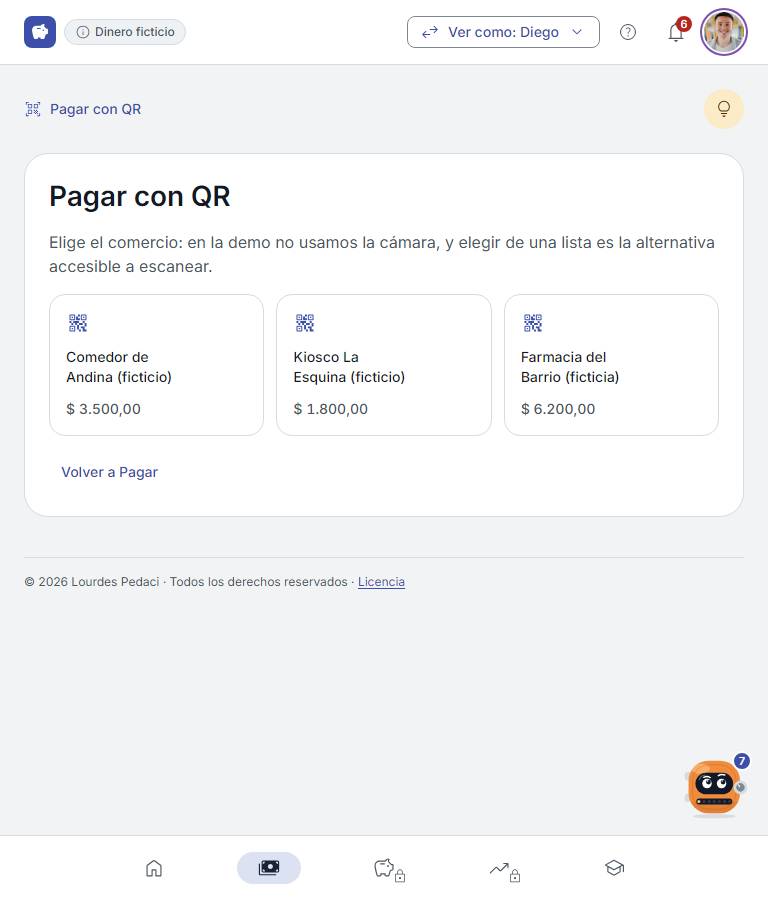 Dinero ficticio
Ver como: Diego
6
Pagar con QR
Pagar con QR
Elige el comercio: en la demo no usamos la cámara, y elegir de una lista es la alternativa
accesible a escanear.
Comedor de
Andina (ficticio)
$ 3.500,00
Kiosco La
Esquina (ficticio)
$ 1.800,00
Farmacia del
Barrio (ficticia)
$ 6.200,00
Volver a Pagar
© 2026 Lourdes Pedaci · Todos los derechos reservados · Licencia
7